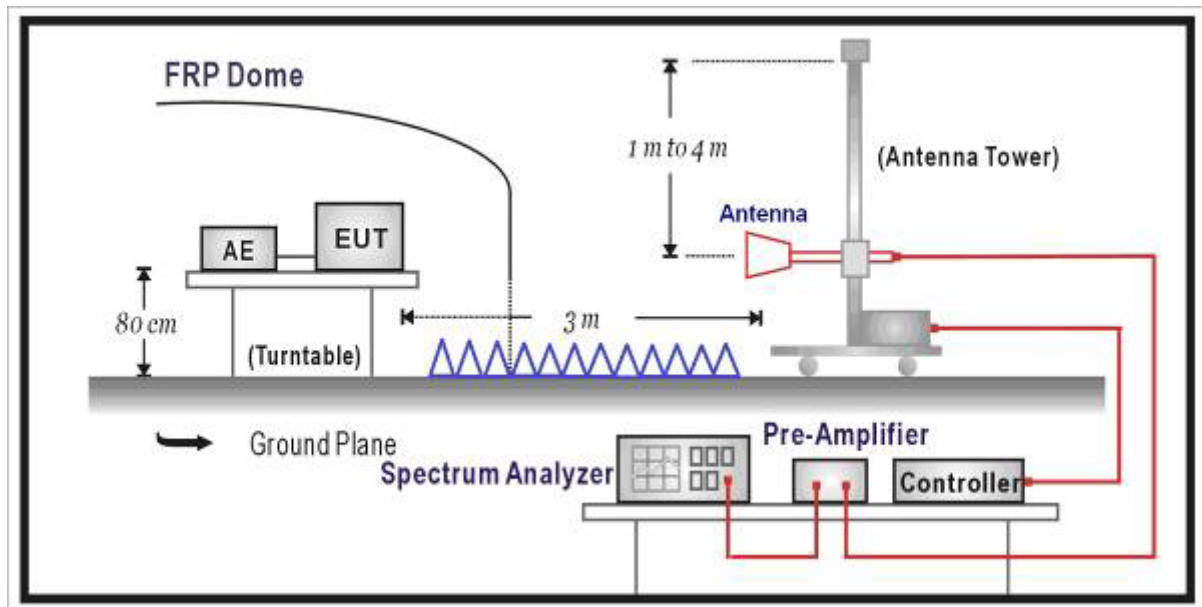 FRP Dome
1 m to 4 m
(Antenna Tower)
Antenna
AE
EUT
80 cm
3 m
(Turntable)
Ground Plane
Pre-Amplifier
Spectrum Analyzer
Controller